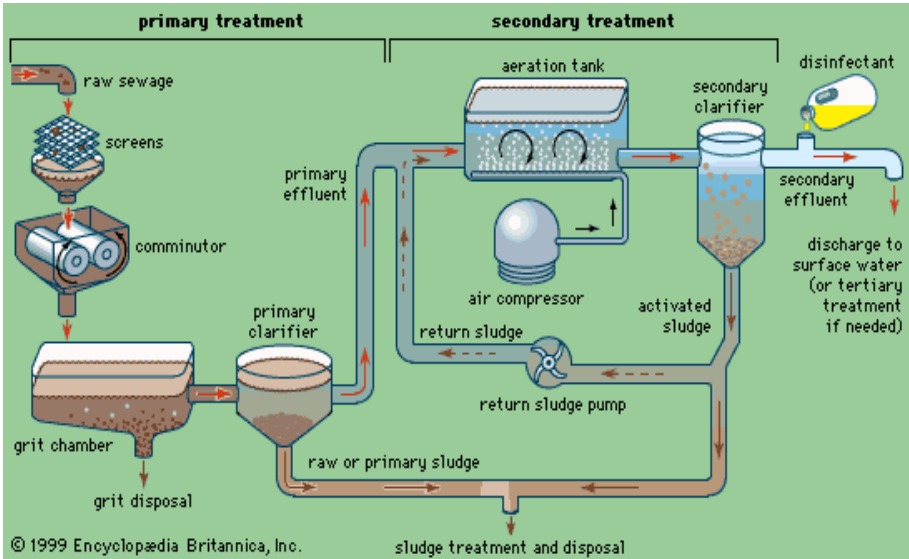 primary treatment
secondary treatment
raw sewage
screens
comminutor
grit chamber
grit disposal
primary
clarifier
raw or primary sludge
primary
effluent
aeration tank
air compressor
return sludge
return sludge pump
secondary
clarifier
activated
sludge
disinfectant
secondary
effluent
discharge to
surface water
(or tertiary
treatment
if needed)
sludge treatment and disposal
© 1999 Encyclopædia Britannica, Inc.